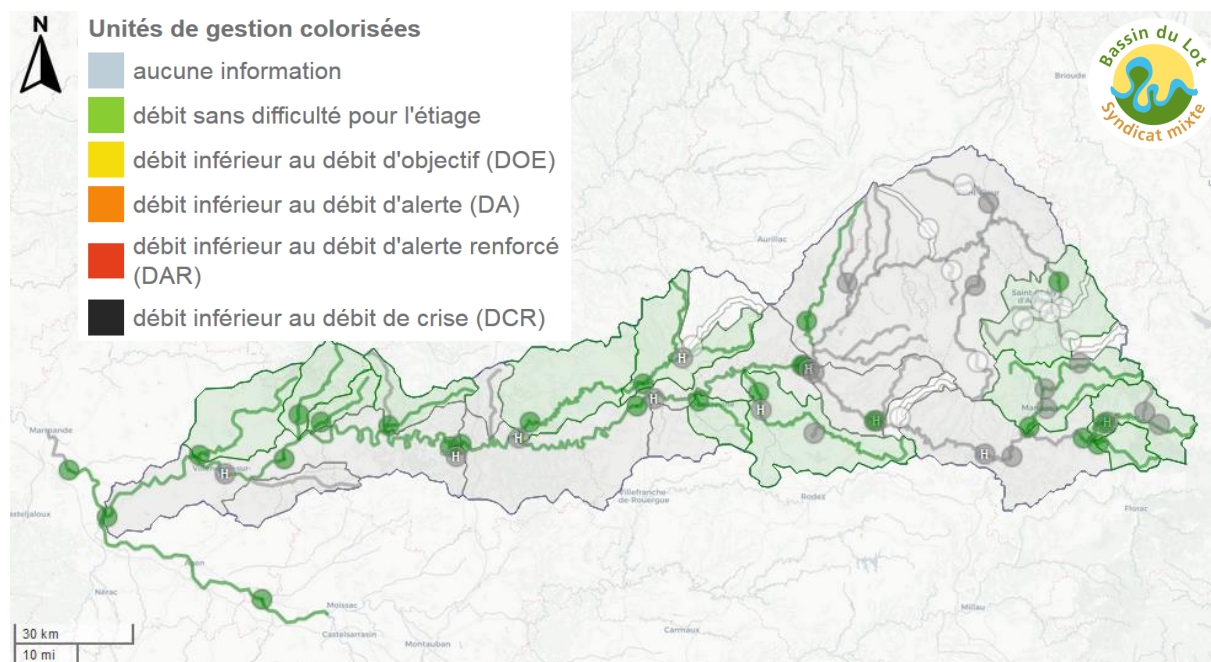 N
Unités de gestion colorisées
aucune information
débit sans difficulté pour l'étiage
débit inférieur au débit d'objectif (DOE)
débit inférieur au débit d'alerte (DA)
débit inférieur au débit d'alerte renforcé
(DAR)
débit inférieur au débit de crise (DCR)
Bassin du Lot
Syndicat mixte
Brioude
Aurillac
H
H
H
H
H
H
H
H
H
H
Marmande
Villefranche-
de-Rouergue
Rodez
Florac
Agen
Nérac
Moissac
Castelsarrasin
Montauban
Carmaux
Millau
30 km
10 mi